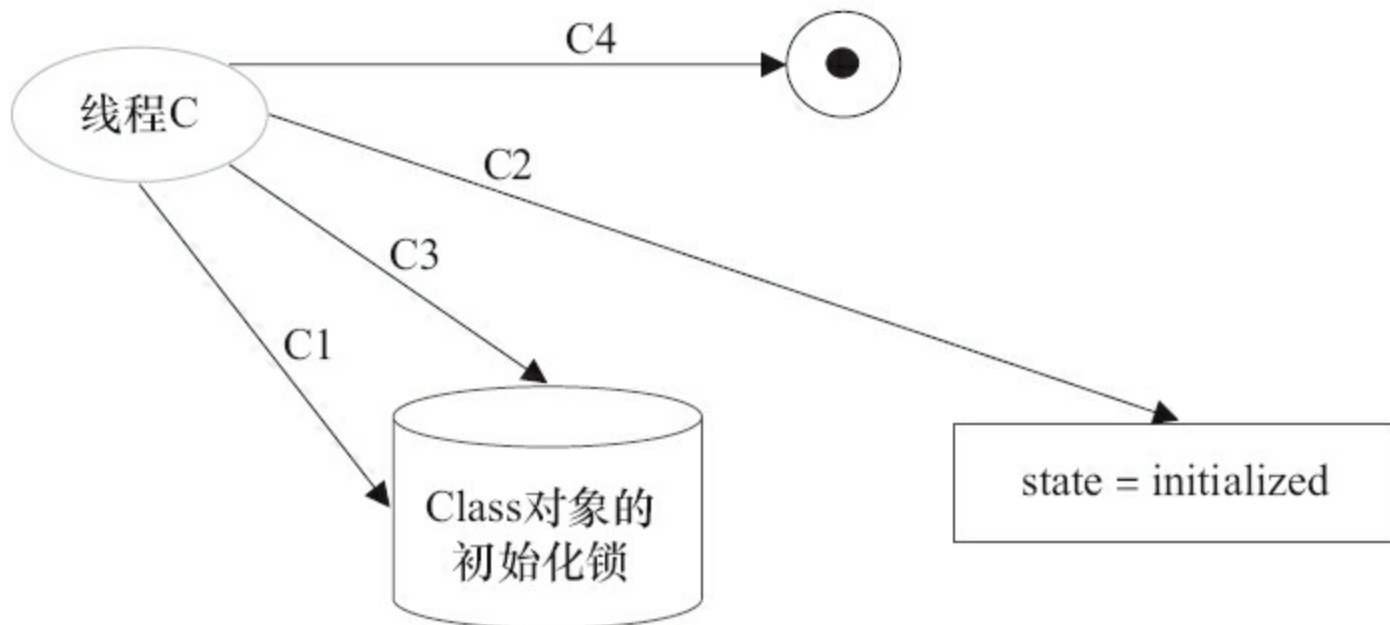 C4
线程C
C2
C3
C1
Class对象的
初始化锁
state = initialized